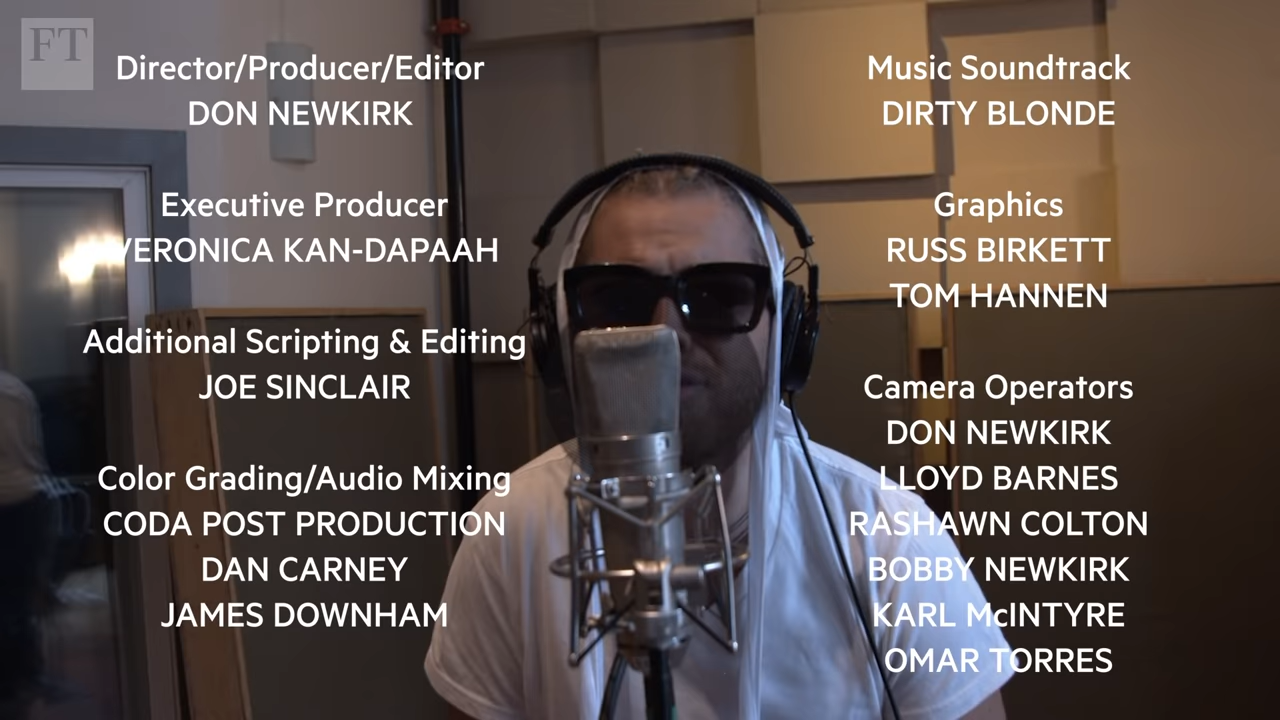 FT
Director/Producer/Editor
DON NEWKIRK
Executive Producer
VERONICA KAN-DAPAAH
Additional Scripting & Editing
JOE SINCLAIR
Color Grading/Audio Mixing
CODA POST PRODUCTION
DAN CARNEY
JAMES DOWNHAM
Music Soundtrack
DIRTY BLONDE
Graphics
RUSS BIRKETT
TOM HANNEN
Camera Operators
DON NEWKIRK
LLOYD BARNES
RASHAWN COLTON
BOBBY NEWKIRK
KARL McINTYRE
OMAR TORRES